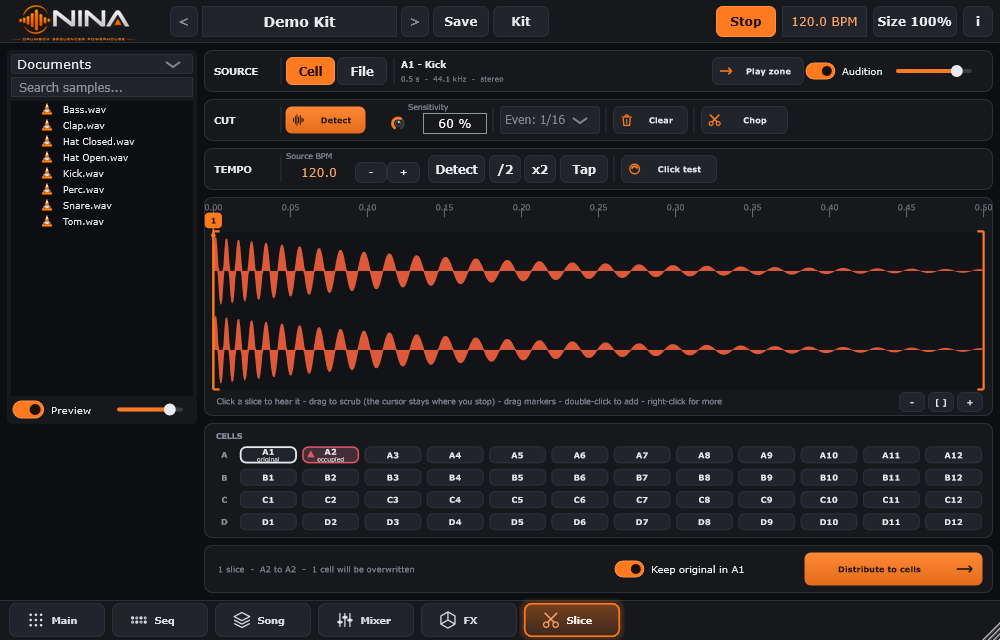 NINA
DRUMBOX SEQUENCER POWERHOUSE
< Demo Kit > Save Kit Stop 120.0 BPM Size 100% i
Documents
Search samples...
Bass.wav
Clap.wav
Hat Closed.wav
Hat Open.wav
Kick.wav
Perc.wav
Snare.wav
Tom.wav
Preview
SOURCE Cell File A1 - Kick
0.5 s - 44.1 kHz - stereo
Play zone Audition
CUT Detect Sensitivity
60 % Even: 1/16 Clear Chop
TEMPO Source BPM
120.0 - + Detect /2 x2 Tap Click test
0.00 0.05 0.10 0.15 0.20 0.25 0.30 0.35 0.40 0.45 0.50
1
Click a slice to hear it - drag to scrub (the cursor stays where you stop) - drag markers - double-click to add - right-click for more
- [ ] +
CELLS
A A1 original A2 occupied A3 A4 A5 A6 A7 A8 A9 A10 A11 A12
B B1 B2 B3 B4 B5 B6 B7 B8 B9 B10 B11 B12
C C1 C2 C3 C4 C5 C6 C7 C8 C9 C10 C11 C12
D D1 D2 D3 D4 D5 D6 D7 D8 D9 D10 D11 D12
1 slice - A2 to A2 - 1 cell will be overwritten Keep original in A1 Distribute to cells
Main Seq Song Mixer FX Slice